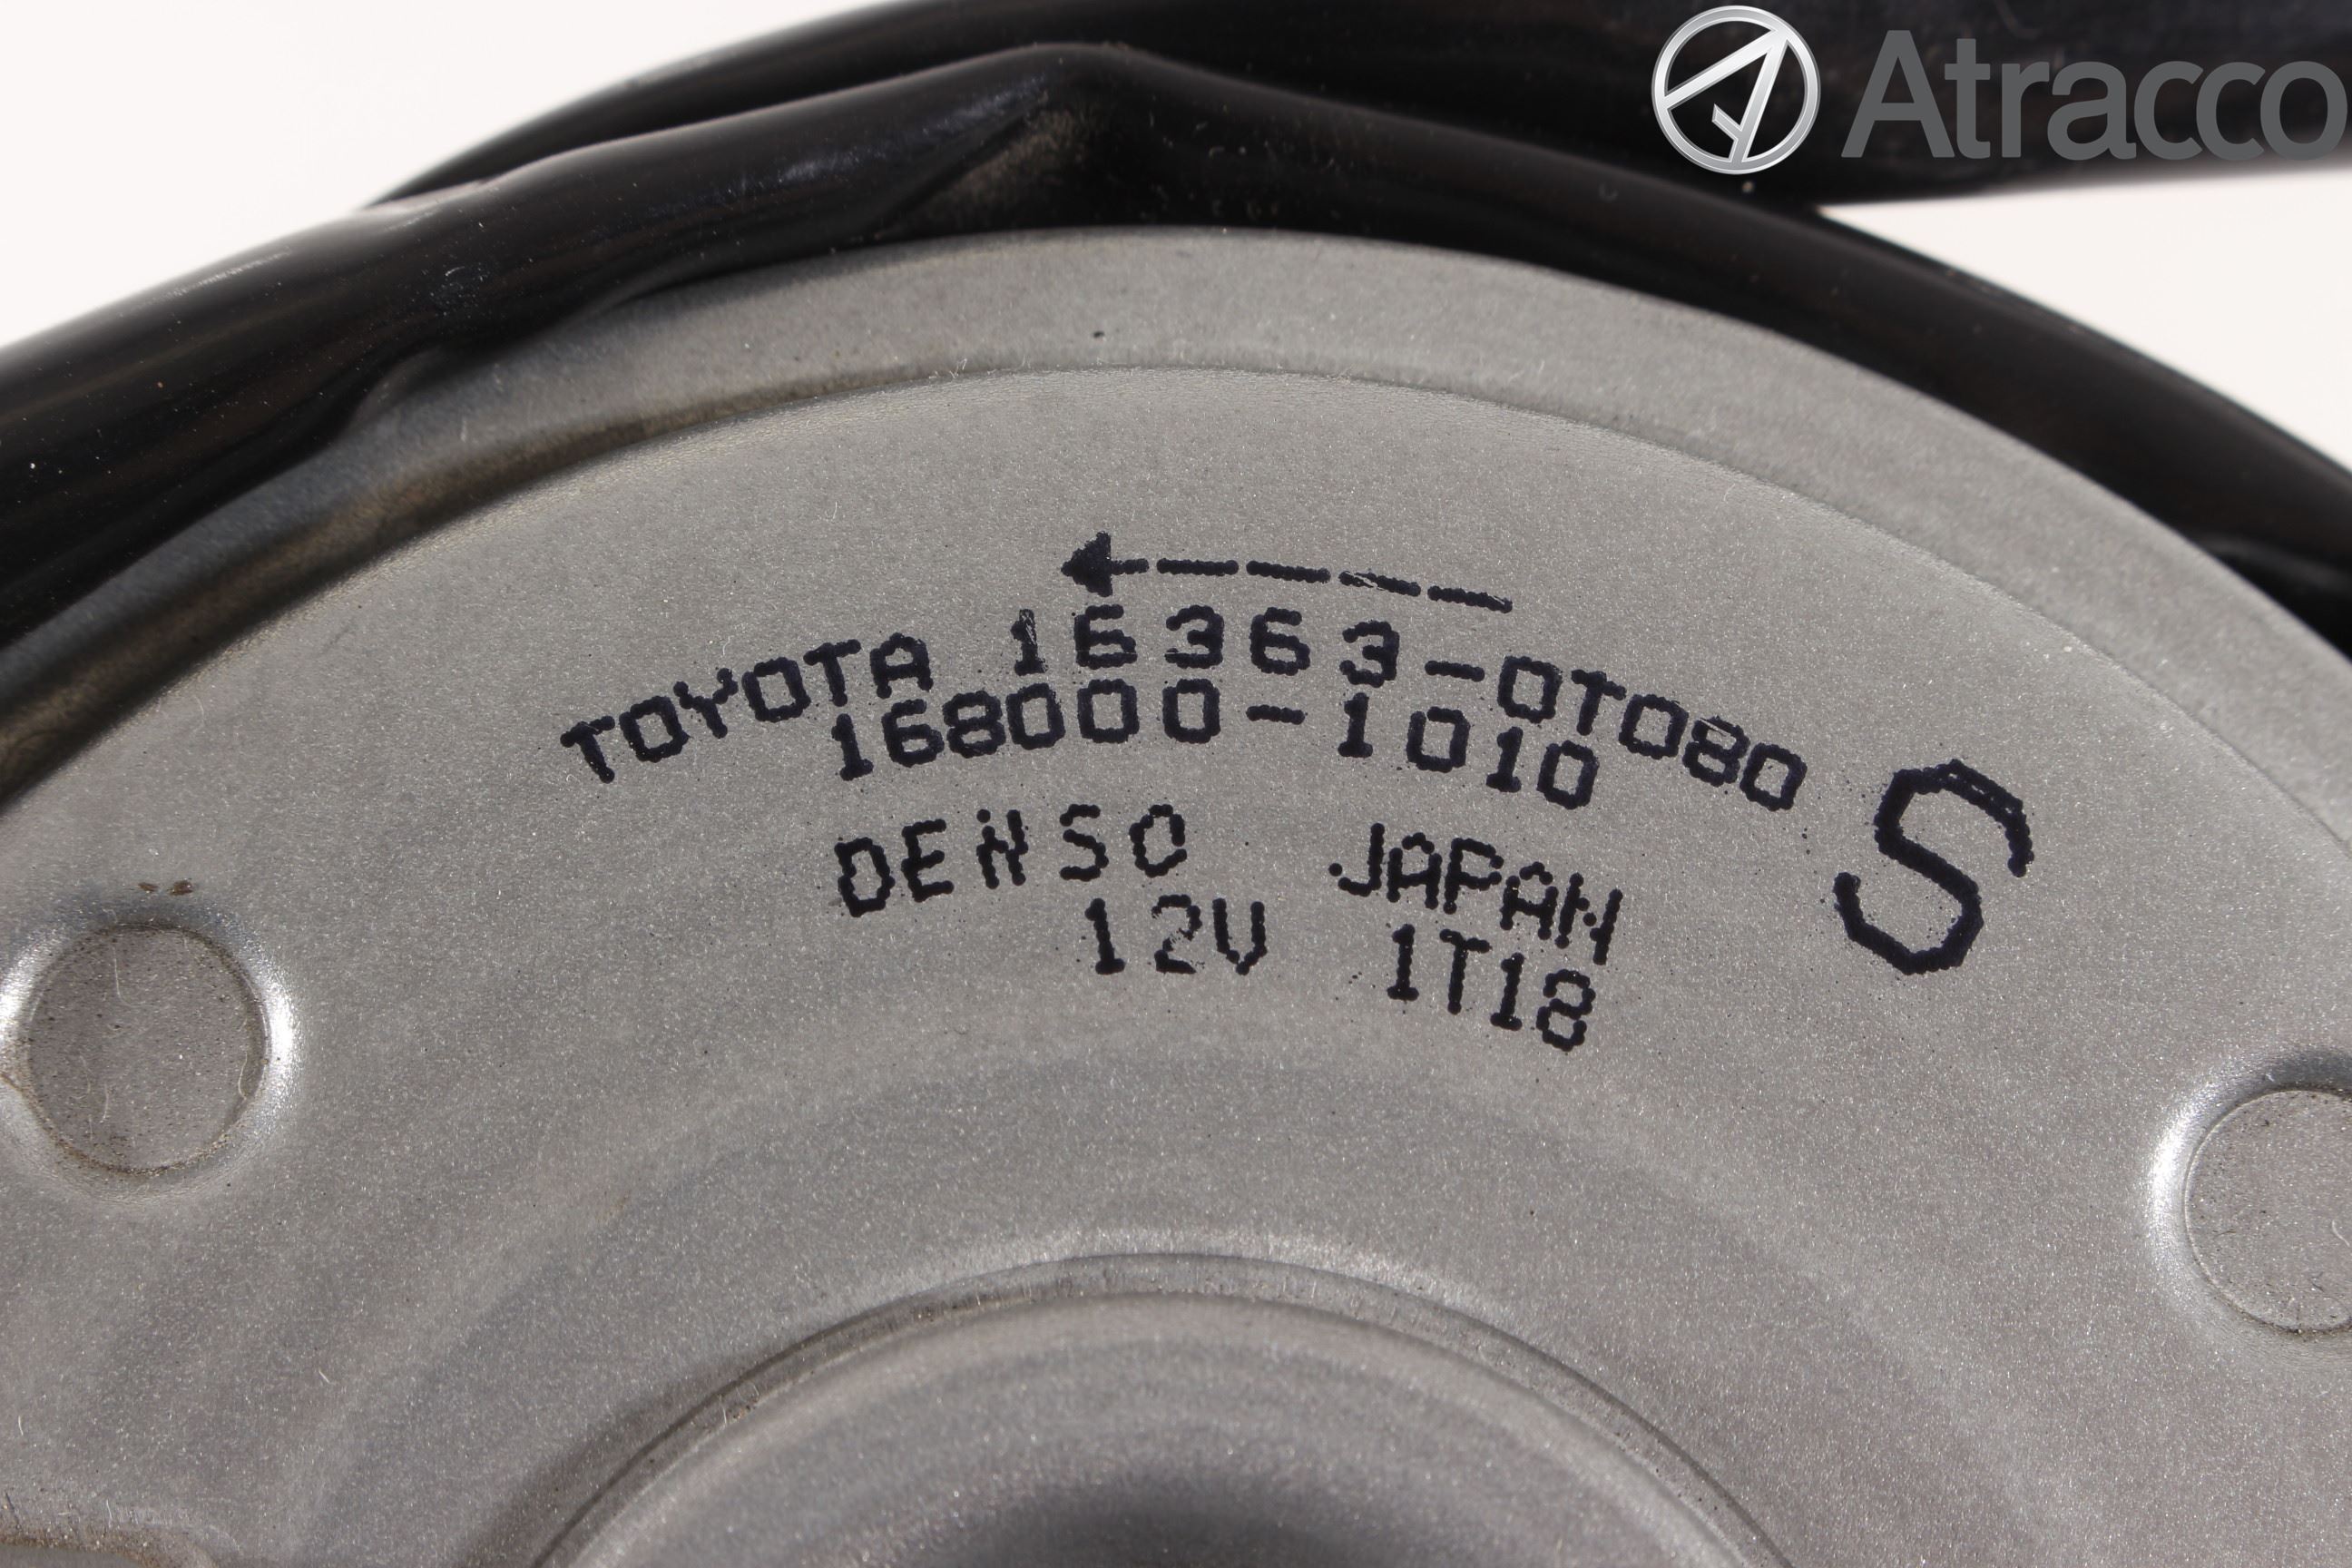 Atracco
TOYOTA 16363-0T080
168000-1010
S
DENSO JAPAN
12V 1T18